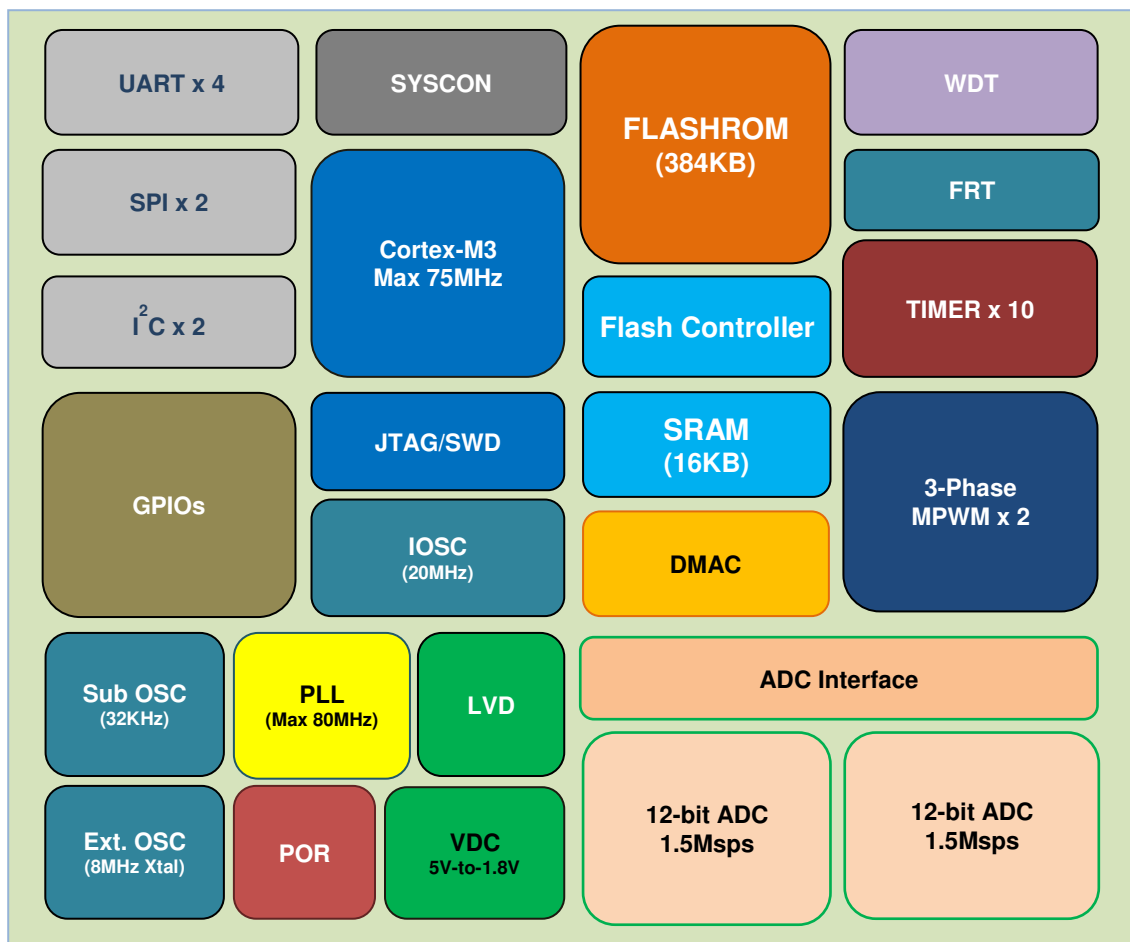 UART x 4
SYSCON
FLASHROM
(384KB)
WDT
SPI x 2
Cortex-M3
Max 75MHz
FRT
I²C x 2
Flash Controller
TIMER x 10
GPIOs
JTAG/SWD
SRAM
(16KB)
3-Phase
MPWM x 2
IOSC
(20MHz)
DMAC
Sub OSC
(32KHz)
PLL
(Max 80MHz)
LVD
ADC Interface
Ext. OSC
(8MHz Xtal)
POR
VDC
5V-to-1.8V
12-bit ADC
1.5Msps
12-bit ADC
1.5Msps